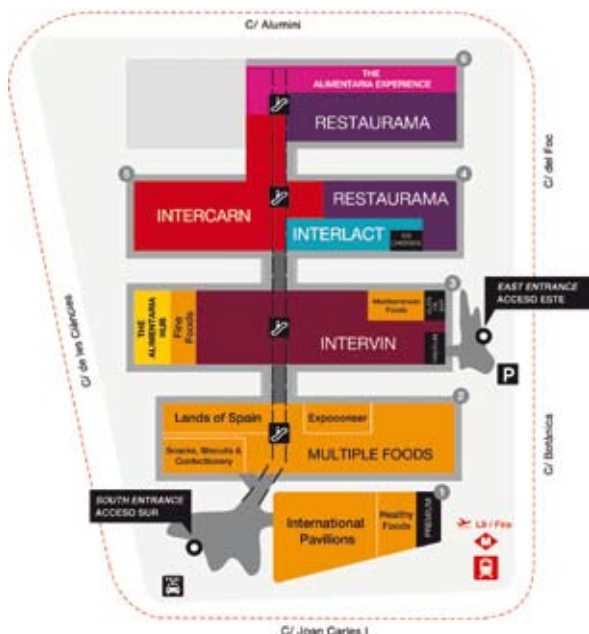 C/ Alumini
6
THE
ALIMENTARIA EXPERIENCE
RESTAURAMA
C/ del Foc
5
4
RESTAURAMA
INTERCARN
INTERLACT
3
EAST ENTRANCE
ACCESO ESTE
Mediterranean
Foods
THE
ALIMENTARIA
HUB
Fine
Foods
INTERVIN
P
C/ de les Ciències
2
Lands of Spain
Expoconser
Snacks, Biscuits &
Confectionery
MULTIPLE FOODS
C/ Botànica
SOUTH ENTRANCE
ACCESO SUR
1
International
Pavilions
Healthy
Foods
PREMIUM
L9 / Fira
M
TAXI
C/ Joan Carles I